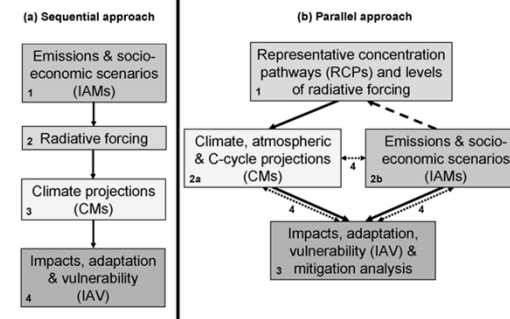 (a) Sequential approach
Emissions & socio-
economic scenarios
1 (IAMs)
2 Radiative forcing
Climate projections
3 (CMs)
Impacts, adaptation
& vulnerability
4 (IAV)
(b) Parallel approach
Representative concentration
pathways (RCPs) and levels
1 of radiative forcing
Climate, atmospheric
& C-cycle projections
2a (CMs)
4
Emissions & socio-
economic scenarios
2b (IAMs)
4
4
Impacts, adaptation,
vulnerability (IAV) &
3 mitigation analysis